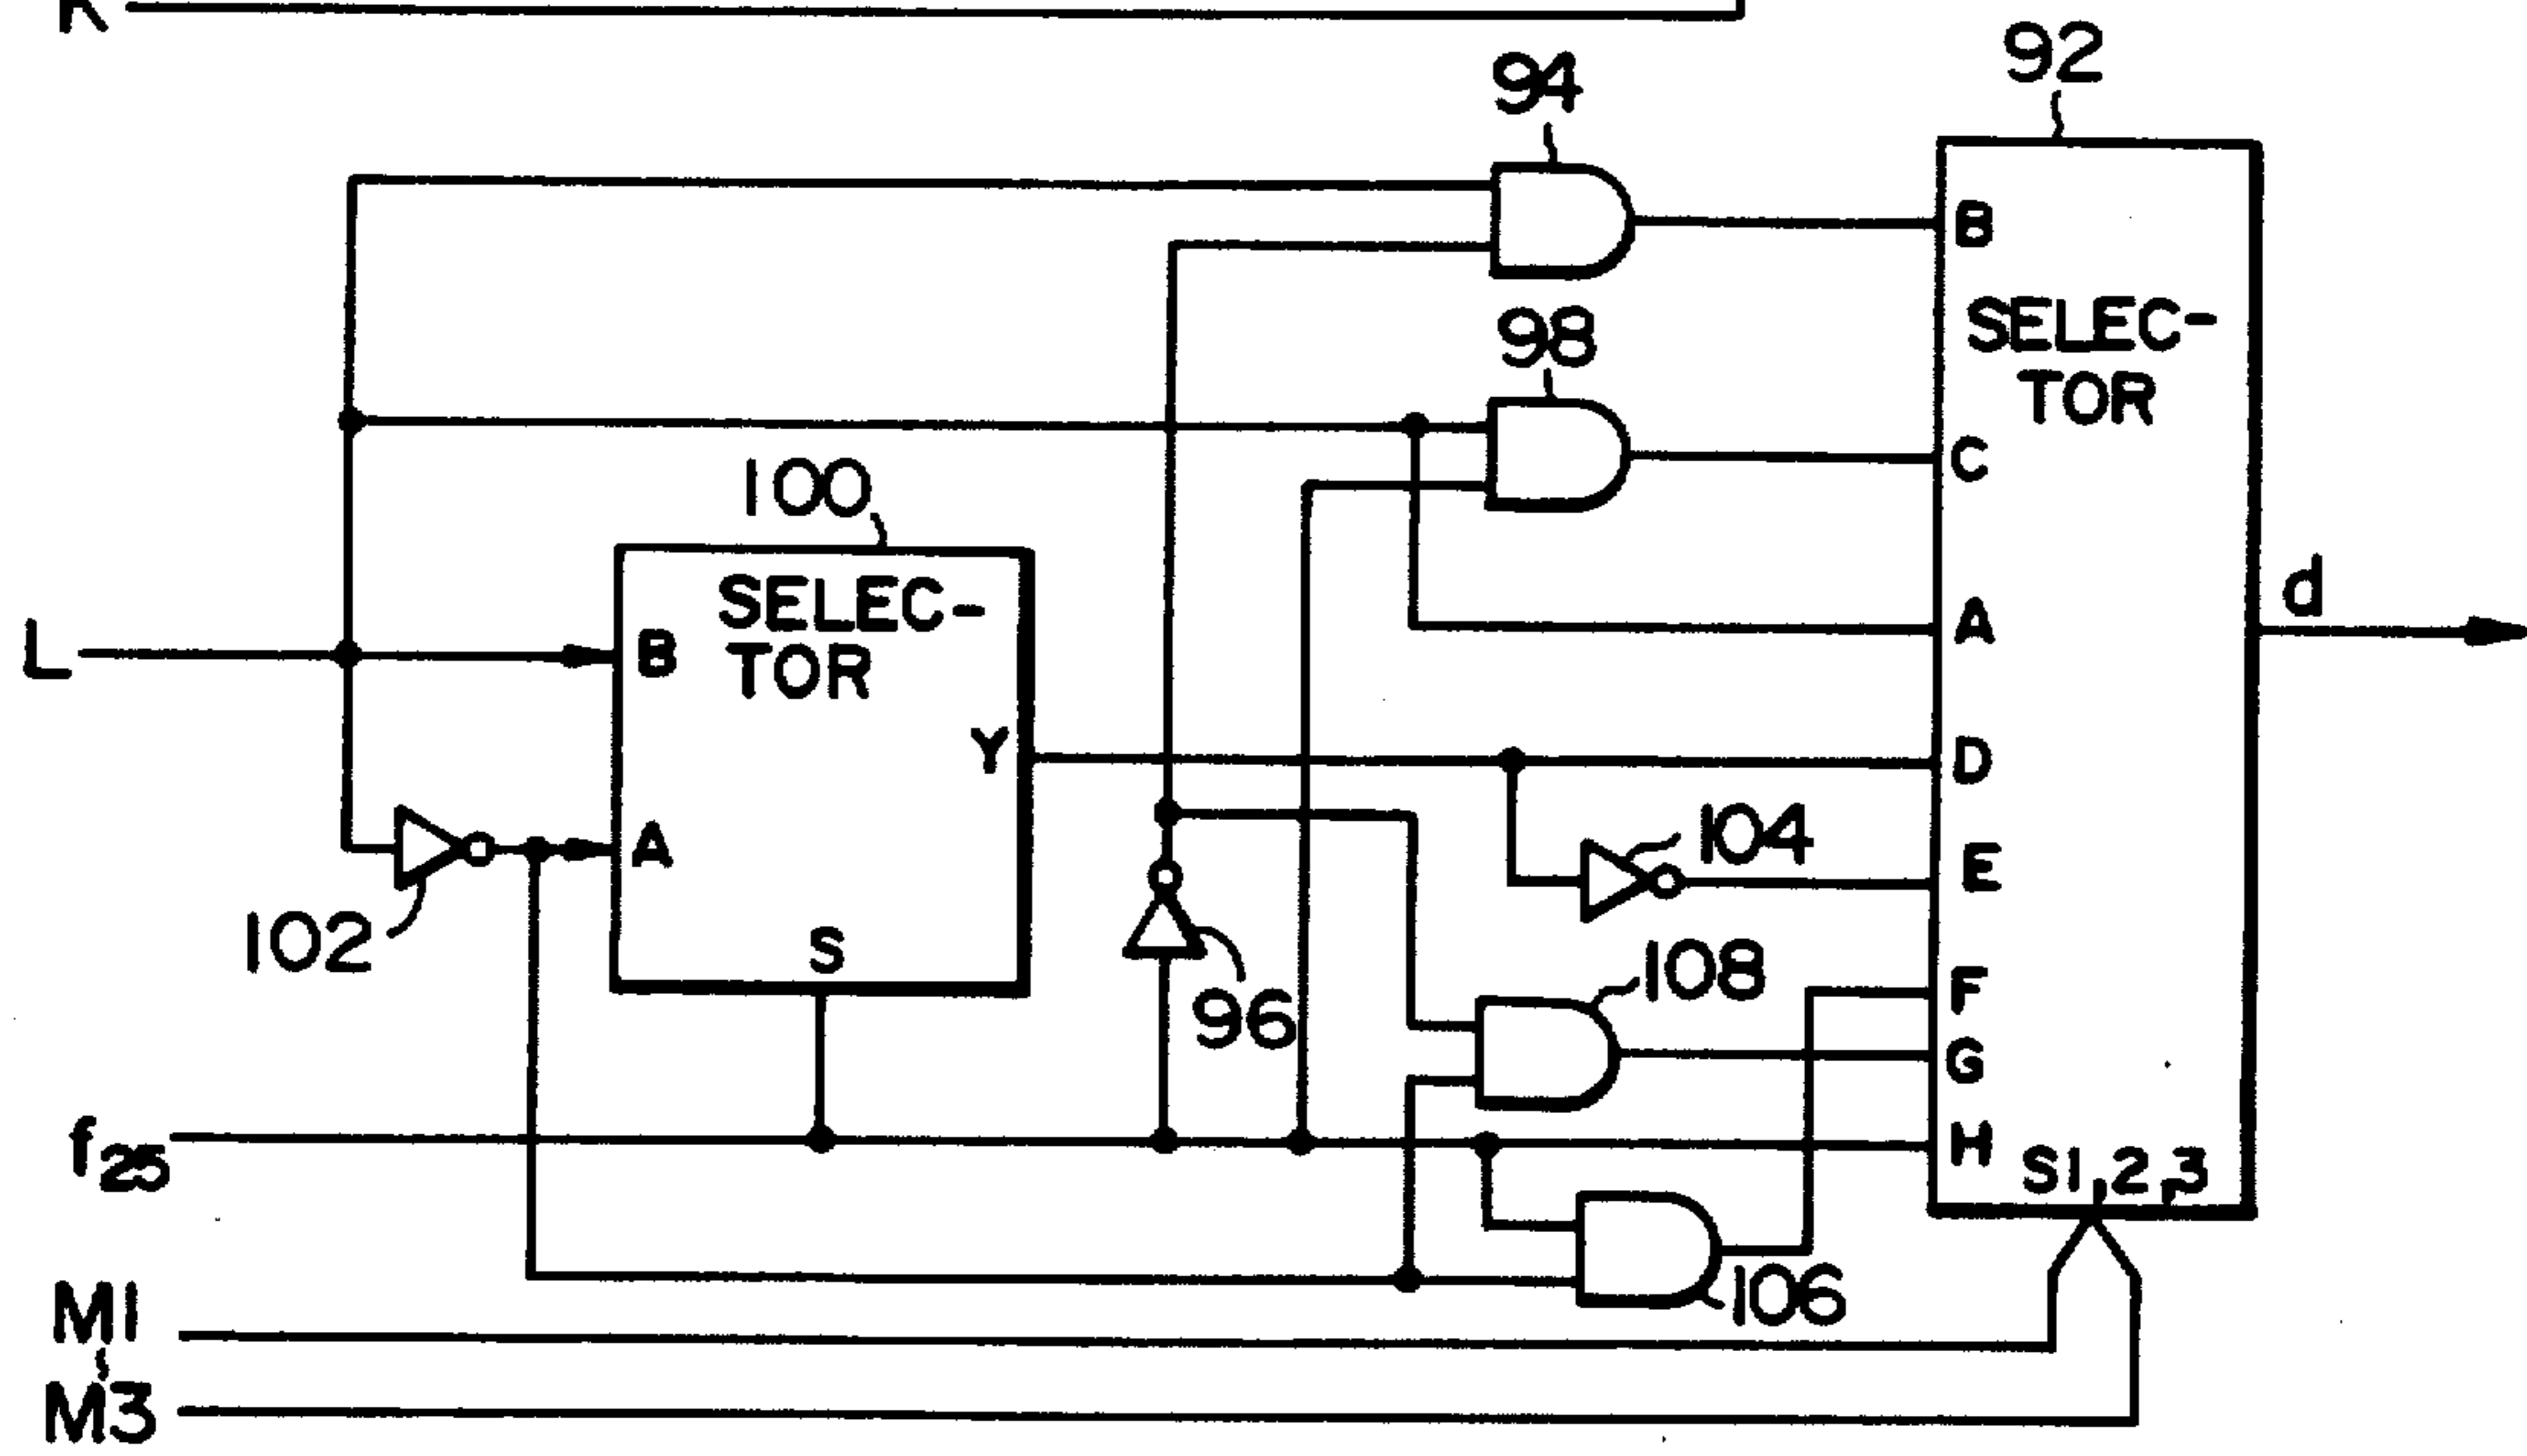 94
92
B
SELEC-
TOR
98
C
100
SELEC-
TOR
B
L
A
d
Y
D
A
104
E
102
S
108
96
F
G
f25
H
S1,2,3
M1
106
M3